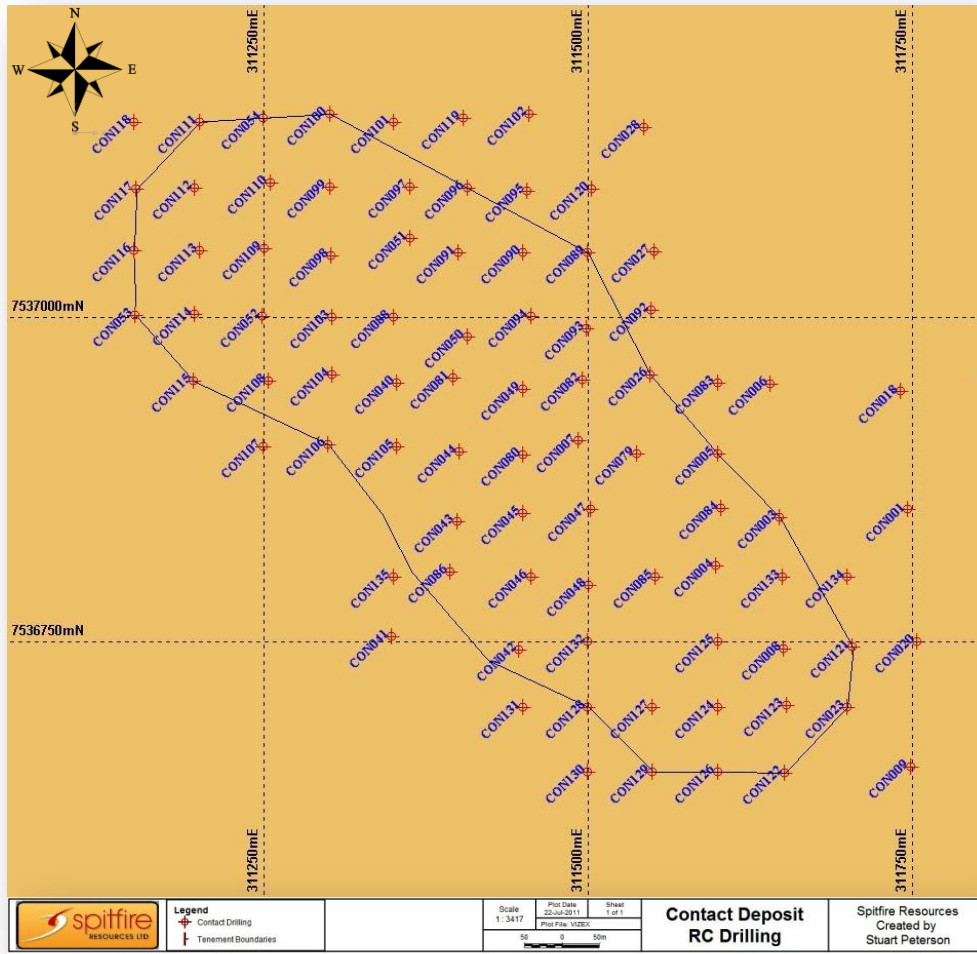 311250mE 311500mE 311750mE
N
W E
S
CON118 CON111 CON054 CON100 CON101 CON119 CON102 CON028
CON117 CON112 CON110 CON099 CON097 CON096 CON095 CON120
CON116 CON113 CON109 CON098 CON051 CON091 CON090 CON089 CON027
7537000mN
CON053 CON114 CON052 CON103 CON088 CON050 CON094 CON093 CON092
CON115 CON108 CON104 CON040 CON081 CON049 CON082 CON026 CON083 CON006 CON018
CON107 CON106 CON105 CON044 CON080 CON007 CON079 CON005
CON043 CON045 CON047 CON084 CON003 CON001
CON135 CON086 CON046 CON048 CON085 CON004 CON133 CON134
7536750mN
CON041 CON042 CON132 CON125 CON008 CON121 CON020
CON131 CON128 CON127 CON124 CON123 CON023
CON130 CON129 CON126 CON122 CON009
311250mE 311500mE 311750mE
spitfire
RESOURCES LTD
Legend
Contact Drilling
Tenement Boundaries
Scale
1 : 3417
Plot Date
22-Jul-2011
Sheet
1 of 1
Plot File: VIZEX
50 0 50m
Contact Deposit
RC Drilling
Spitfire Resources
Created by
Stuart Peterson